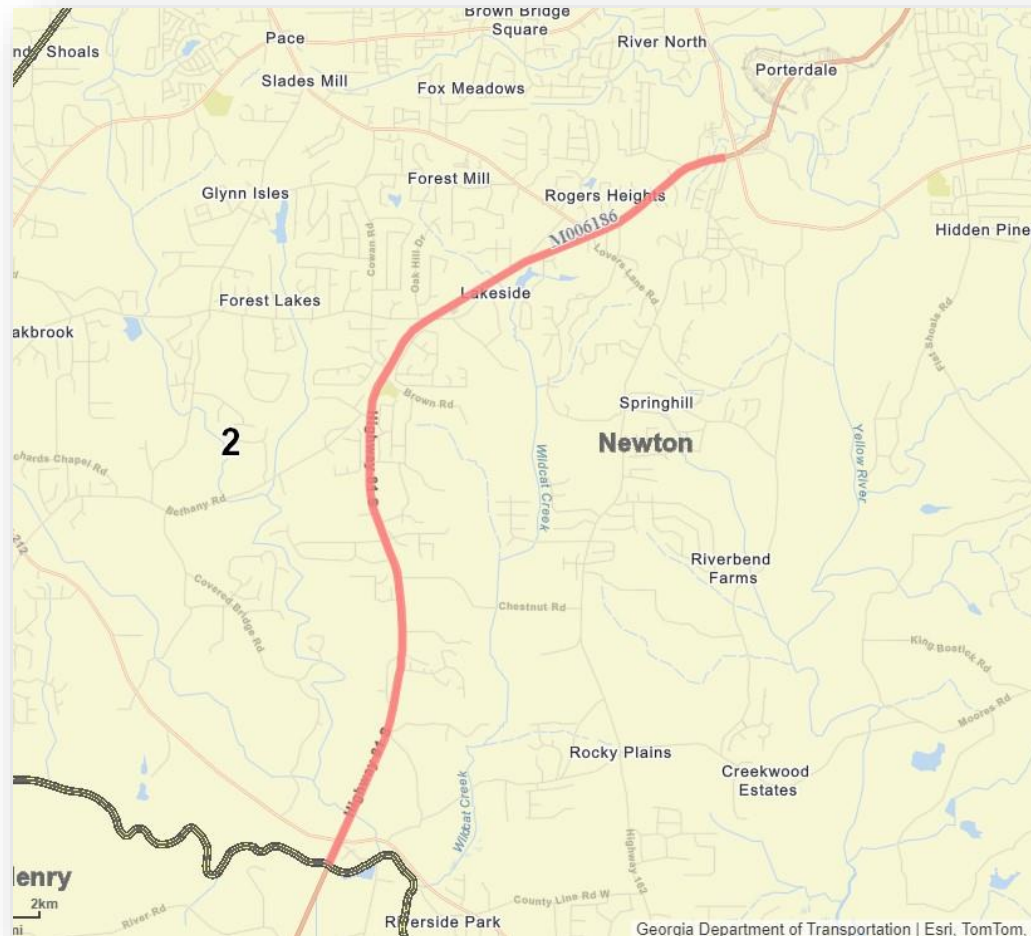 Brown Bridge
Square
Shoals
Pace
River North
Porterdale
Slades Mill
Fox Meadows
Forest Mill
Glynn Isles
Rogers Heights
M006186
Hidden Pine
Cowan Rd
Oak Hill Dr
Lovers Lane Rd
Lakeside
Forest Lakes
akbrook
Flat Shoals Rd
Brown Rd
Springhill
Highway 81 S
2
Newton
Yellow River
Wildcat Creek
chards Chapel Rd
Bethany Rd
212
Riverbend
Farms
Covered Bridge Rd
Chestnut Rd
King Bostick Rd
Moores Rd
Highway 81 S
Rocky Plains
Creekwood
Estates
Wildcat Creek
Highway 162
lenry
2km
mi
River Rd
County Line Rd W
Riverside Park
Georgia Department of Transportation | Esri, TomTom,